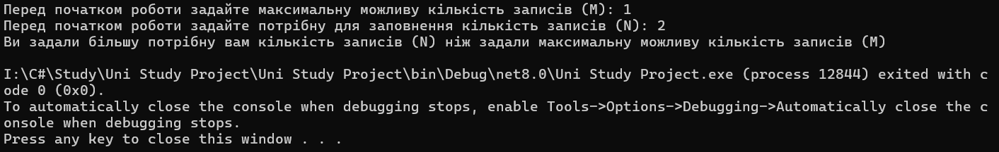 Перед початком роботи задайте максимальну можливу кількість записів (M): 1
Перед початком роботи задайте потрібну для заповнення кількість записів (N): 2
Ви задали більшу потрібну вам кількість записів (N) ніж задали максимальну можливу кількість записів (M)
I:\C#\Study\Uni Study Project\Uni Study Project\bin\Debug\net8.0\Uni Study Project.exe (process 12844) exited with c
ode 0 (0x0).
To automatically close the console when debugging stops, enable Tools->Options->Debugging->Automatically close the c
onsole when debugging stops.
Press any key to close this window . . .